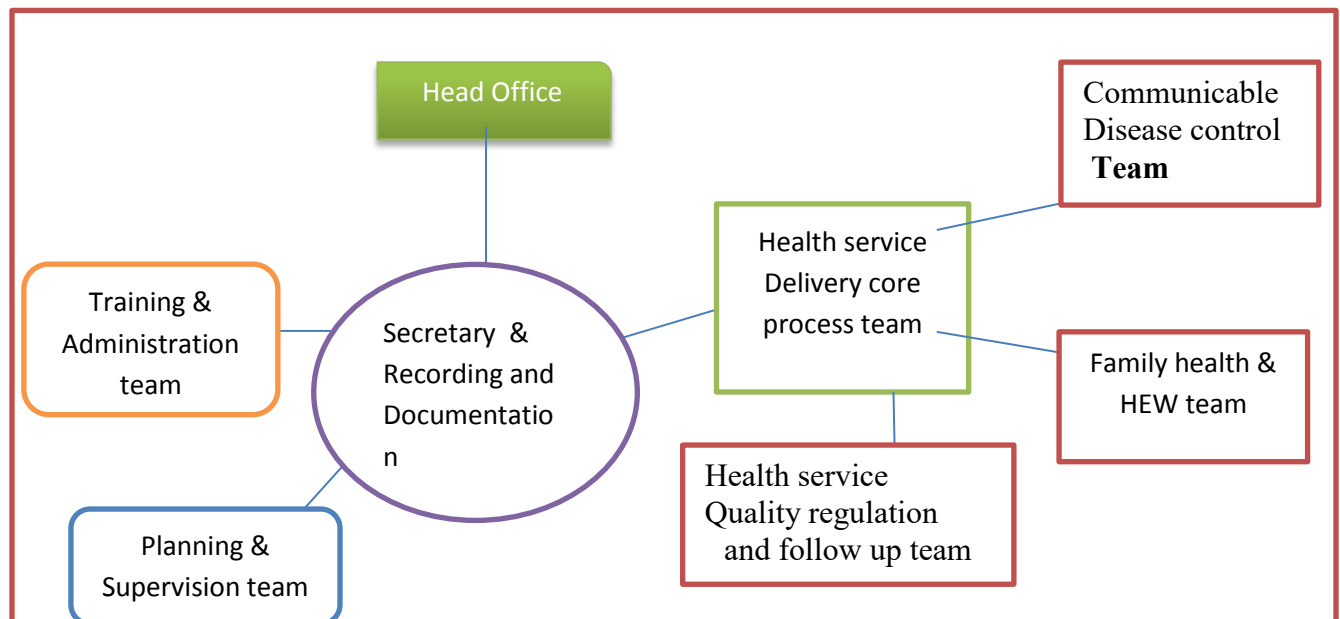 Head Office
Communicable
Disease control
Team
Health service
Delivery core
process team
Training &
Administration
team
Secretary &
Recording and
Documentatio
n
Family health &
HEW team
Health service
Quality regulation
and follow up team
Planning &
Supervision team